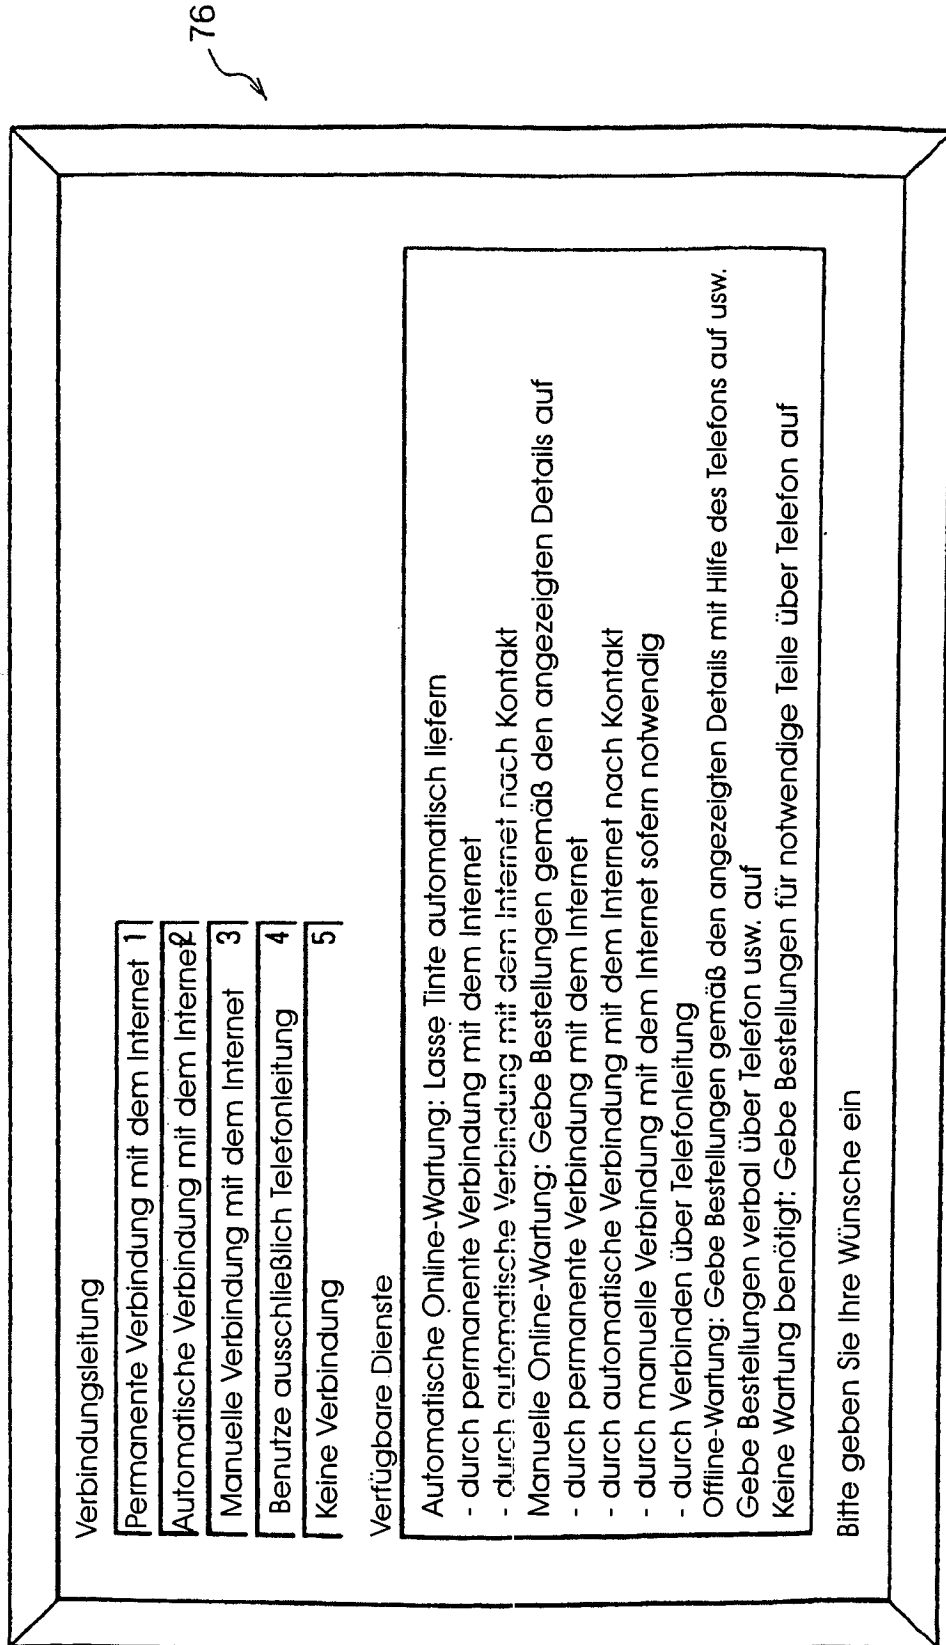 76
Verbindungsleitung
Permanente Verbindung mit dem Internet 1
Automatische Verbindung mit dem Internet 2
Manuelle Verbindung mit dem Internet 3
Benutze ausschließlich Telefonleitung 4
Keine Verbindung 5
Verfügbare Dienste
Automatische Online-Wartung: Lasse Tinte automatisch liefern
- durch permanente Verbindung mit dem Internet
- durch automatische Verbindung mit dem Internet nach Kontakt
Manuelle Online-Wartung: Gebe Bestellungen gemäß den angezeigten Details auf
- durch permanente Verbindung mit dem Internet
- durch automatische Verbindung mit dem Internet nach Kontakt
- durch manuelle Verbindung mit dem Internet sofern notwendig
- durch Verbinden über Telefonleitung
Offline-Wartung: Gebe Bestellungen gemäß den angezeigten Details mit Hilfe des Telefons auf usw.
Gebe Bestellungen verbal über Telefon usw. auf
Keine Wartung benötigt: Gebe Bestellungen für notwendige Teile über Telefon auf
Bitte geben Sie Ihre Wünsche ein